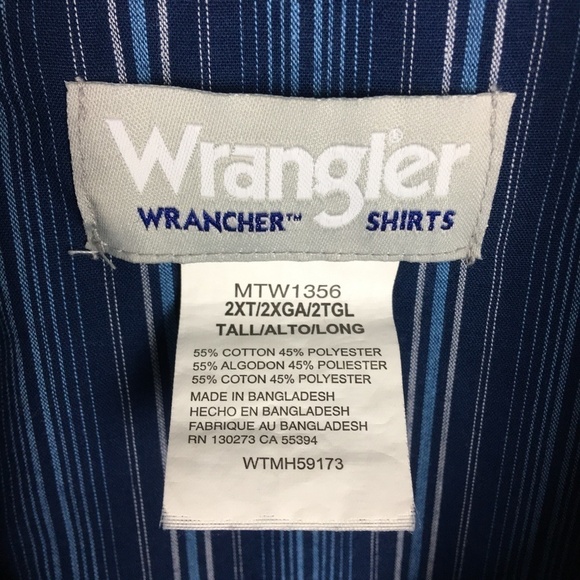 Wrangler®
WRANCHER™ SHIRTS
MTW1356
2XT/2XGA/2TGL
TALL/ALTO/LONG
55% COTTON 45% POLYESTER
55% ALGODON 45% POLIESTER
55% COTON 45% POLYESTER
MADE IN BANGLADESH
HECHO EN BANGLADESH
FABRIQUE AU BANGLADESH
RN 130273 CA 55394
WTMH59173